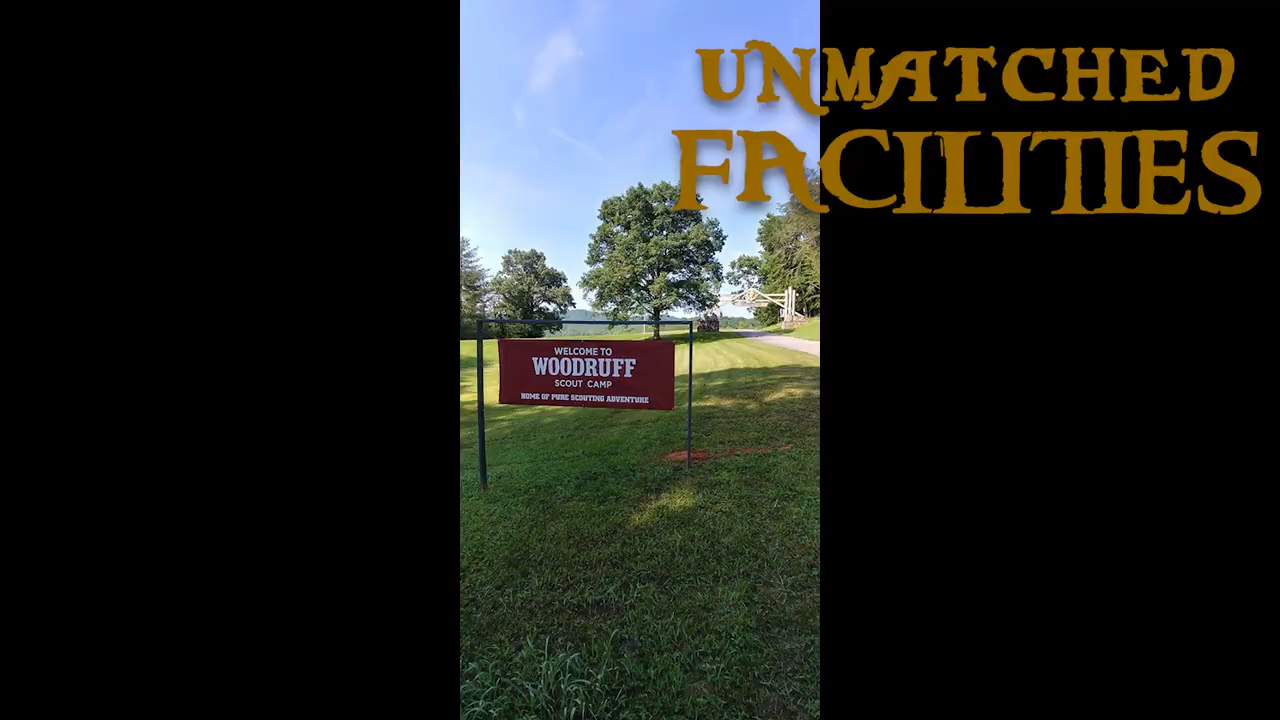 UNMATCHED
FACILITIES
WELCOME TO
WOODRUFF
SCOUT CAMP
HOME OF PURE SCOUTING ADVENTURE